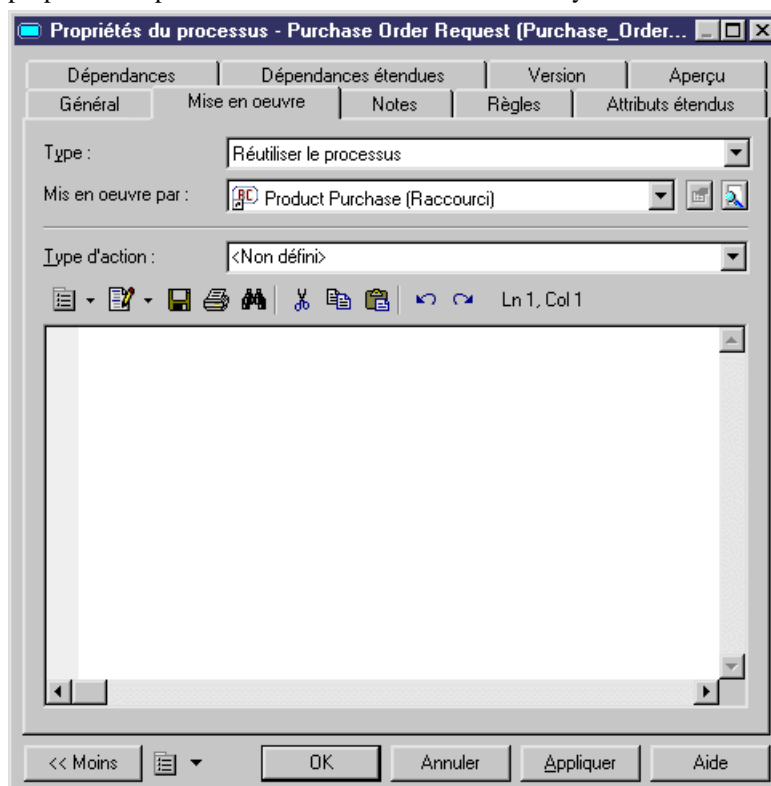 Propriétés du processus - Purchase Order Request (Purchase_Order...
Dépendances Dépendances étendues Version Aperçu
Général Mise en oeuvre Notes Règles Attributs étendus
Type : Réutiliser le processus
Mis en oeuvre par : Product Purchase (Raccourci)
Type d'action : <Non défini>
Ln 1, Col 1
<< Moins OK Annuler Appliquer Aide